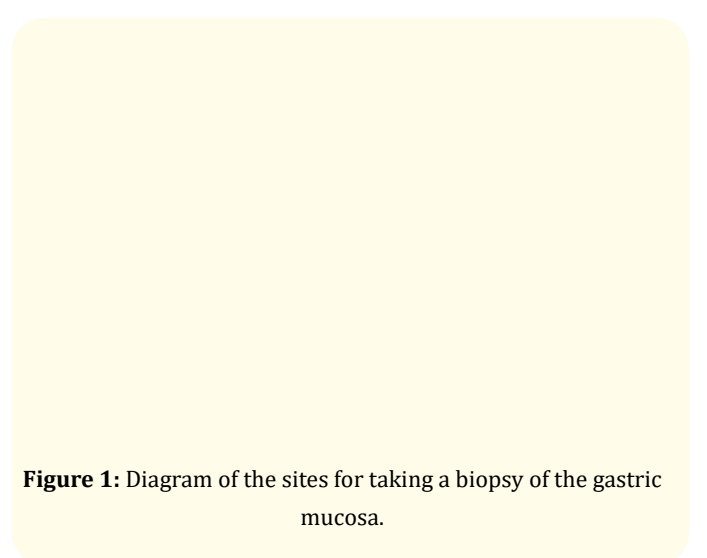 Figure 1: Diagram of the sites for taking a biopsy of the gastric
mucosa.